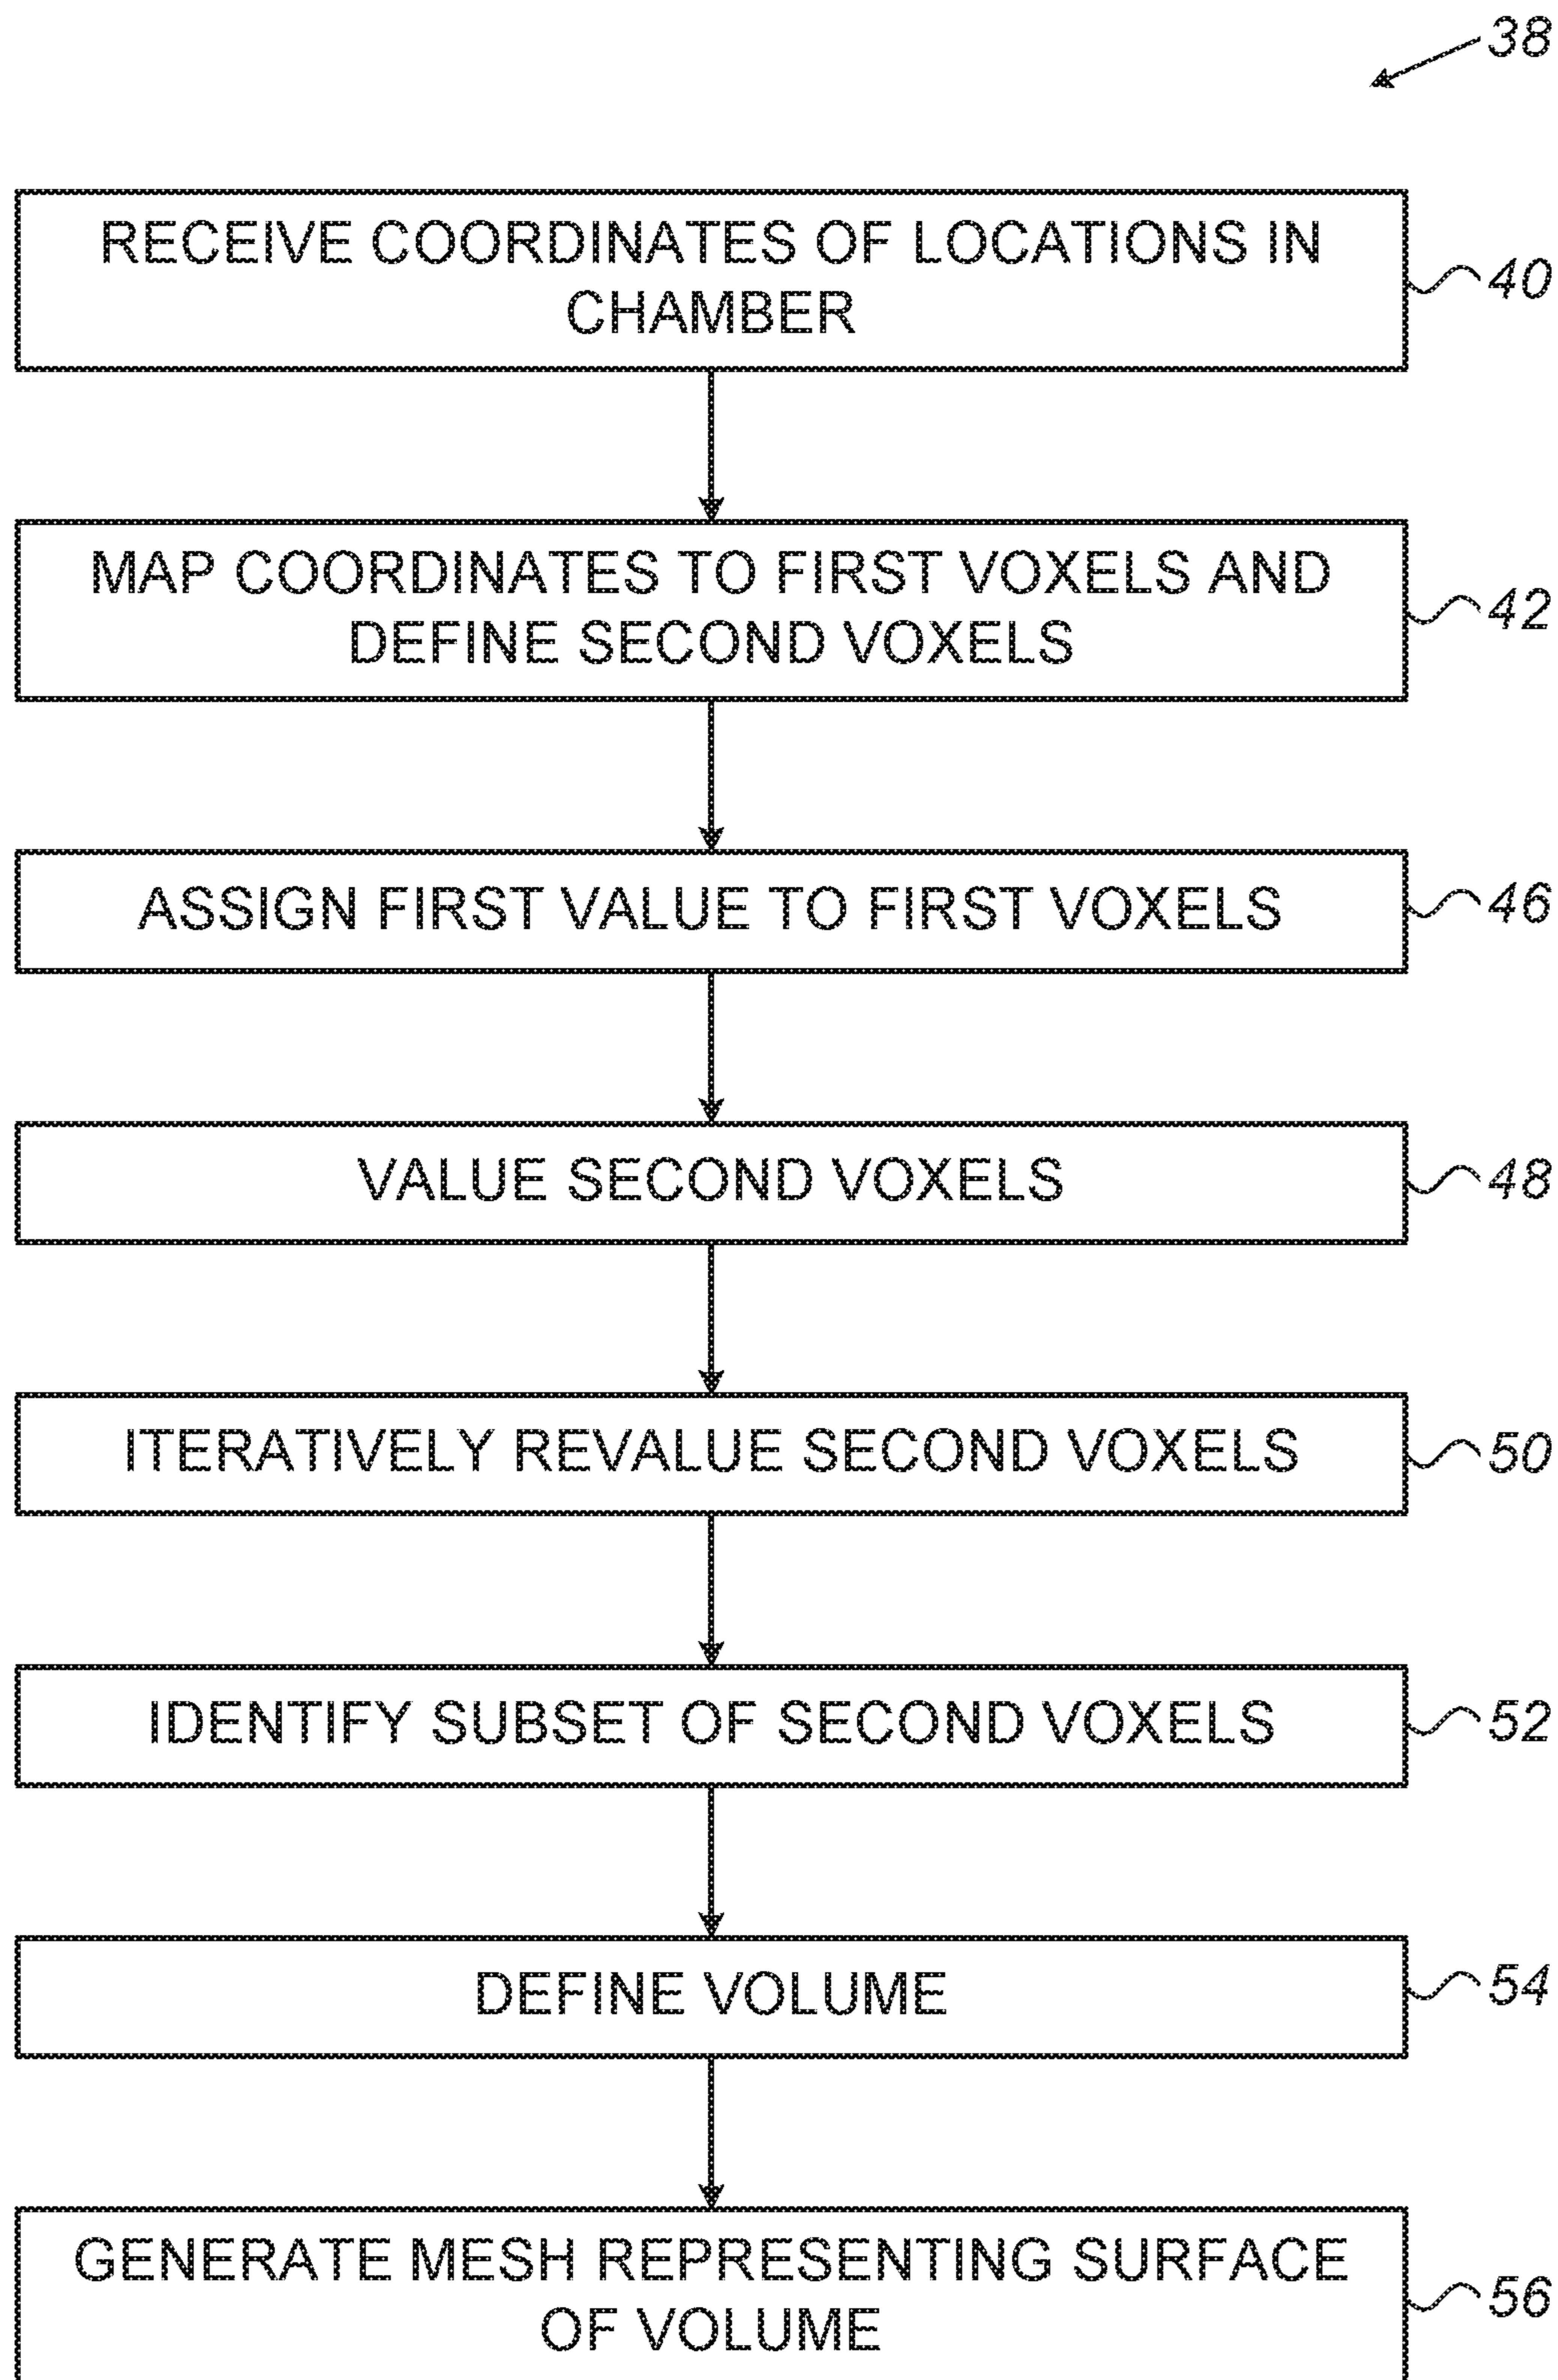 38
RECEIVE COORDINATES OF LOCATIONS IN
CHAMBER
40
MAP COORDINATES TO FIRST VOXELS AND
DEFINE SECOND VOXELS
42
ASSIGN FIRST VALUE TO FIRST VOXELS
46
VALUE SECOND VOXELS
48
ITERATIVELY REVALUE SECOND VOXELS
50
IDENTIFY SUBSET OF SECOND VOXELS
52
DEFINE VOLUME
54
GENERATE MESH REPRESENTING SURFACE
OF VOLUME
56